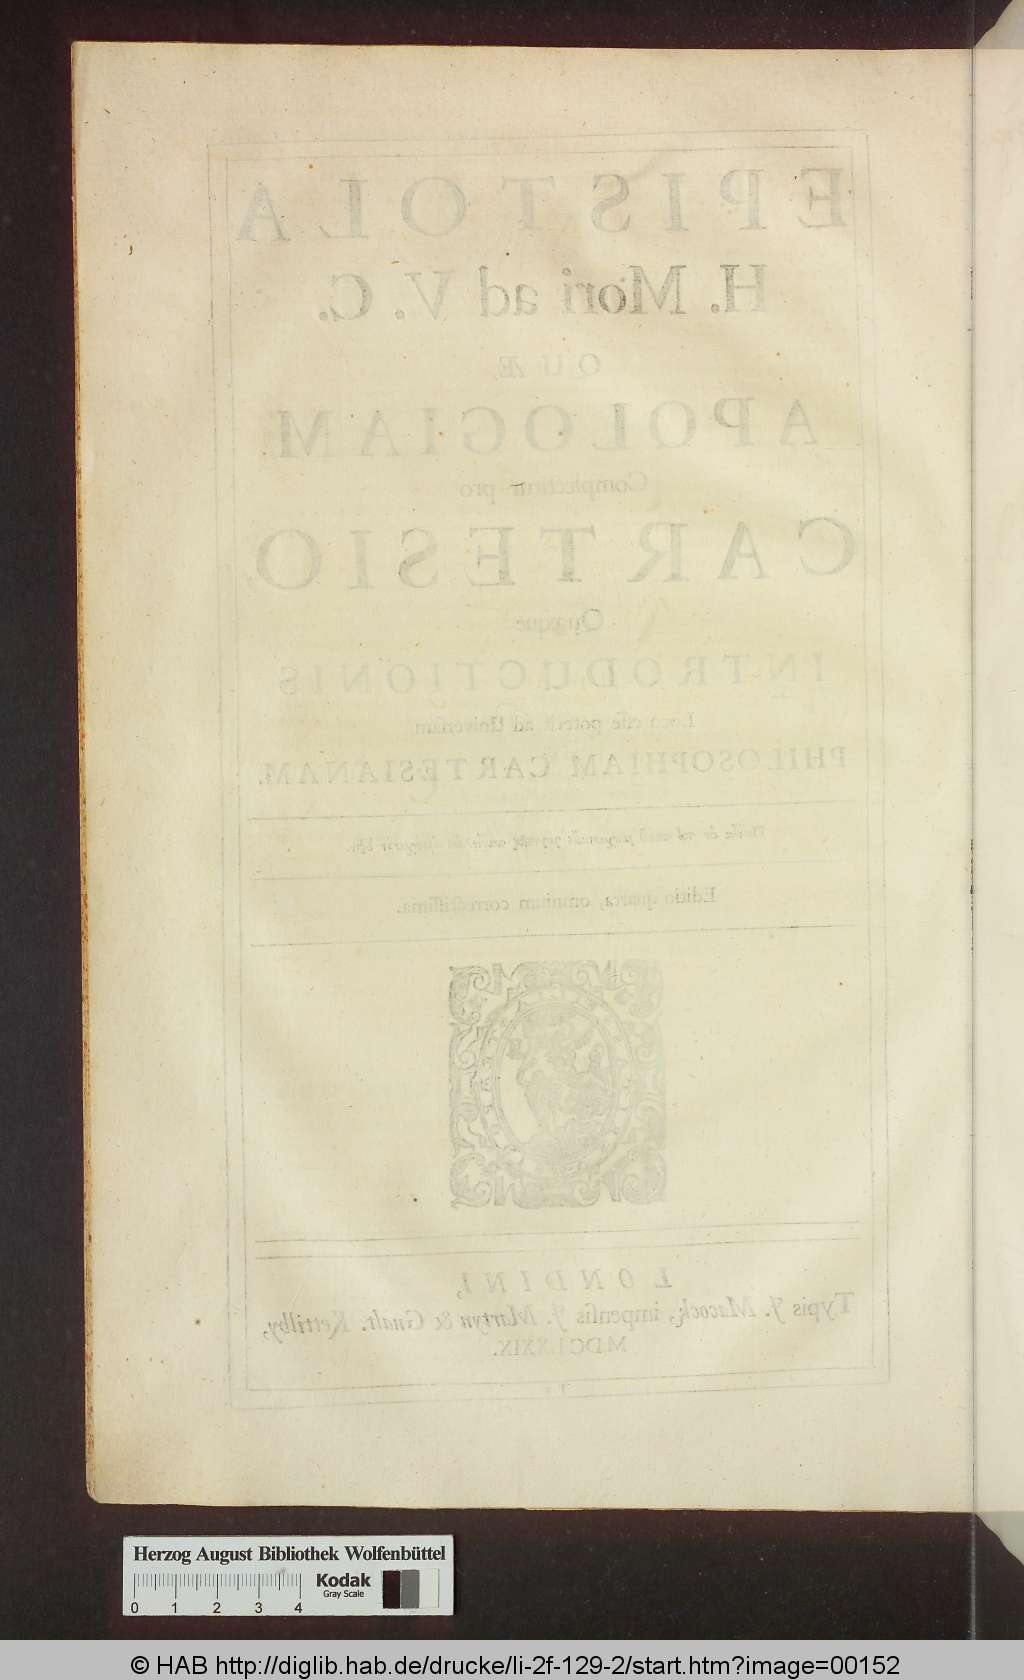 EPISTOLA
H. Mori ad V. C.
QUÆ
APOLOGIAM
Complectitur pro
CARTESIO
Quæque
INTRODUCTIONIS
Loco esse poterit ad Universam
PHILOSOPHIAM CARTESIANAM.
Editio quarta, omnium correctissima.
LONDINI,
Typis J. Macock, impensis J. Martyn & Gualt. Kettilby,
MDCLXXIX.
Herzog August Bibliothek Wolfenbüttel
Kodak
Gray Scale
0 1 2 3 4
© HAB http://diglib.hab.de/drucke/li-2f-129-2/start.htm?image=00152